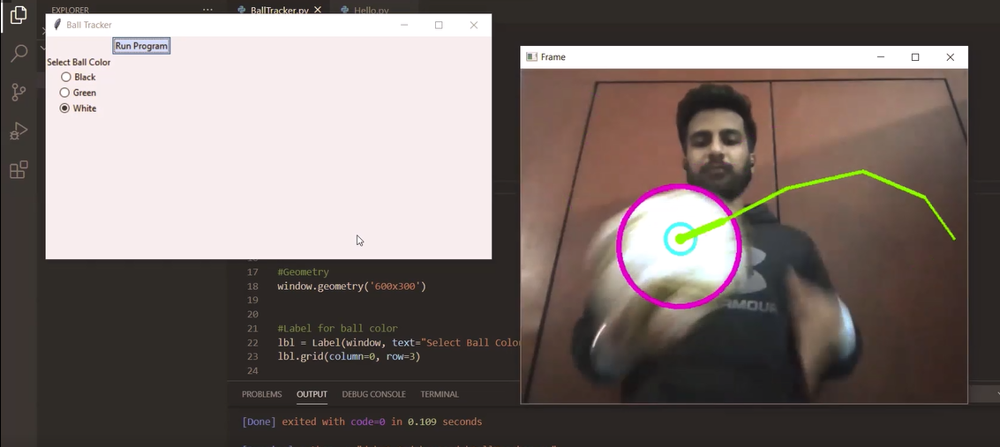 EXPLORER
...
BallTracker.py
Hello.py
Ball Tracker
Run Program
Select Ball Color
Black
Green
White
Frame
MOUR
17 #Geometry
18 window.geometry('600x300')
19
20
21 #Label for ball color
22 lbl = Label(window, text="Select Ball Color
23 lbl.grid(column=0, row=3)
24
PROBLEMS OUTPUT DEBUG CONSOLE TERMINAL
[Done] exited with code=0 in 0.109 seconds